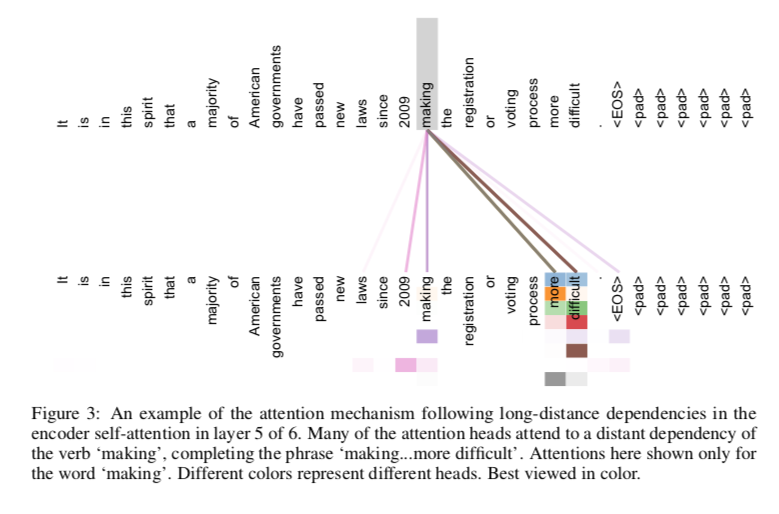 It is in this spirit that a majority of American governments have passed new laws since 2009 making the registration or voting process more difficult . <EOS> <pad> <pad> <pad> <pad> <pad> <pad>
It is in this spirit that a majority of American governments have passed new laws since 2009 making the registration or voting process more difficult . <EOS> <pad> <pad> <pad> <pad> <pad> <pad>
Figure 3: An example of the attention mechanism following long-distance dependencies in the
encoder self-attention in layer 5 of 6. Many of the attention heads attend to a distant dependency of
the verb ‘making’, completing the phrase ‘making...more difficult’. Attentions here shown only for
the word ‘making’. Different colors represent different heads. Best viewed in color.